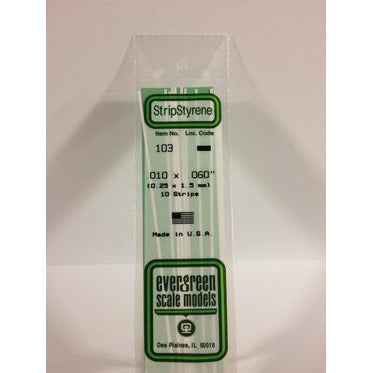 StripStyrene
Item No. Loc. Code
103
.010 x .060"
(0.25 x 1.5 mm)
10 Strips
Made in U.S.A.
evergreen
scale models
Des Plaines, IL 60018